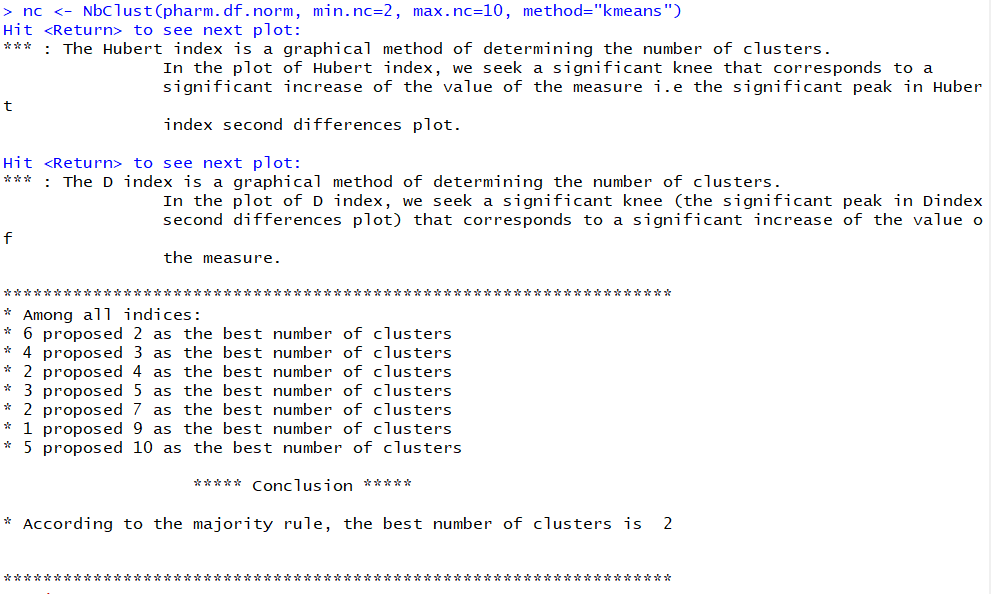 > nc <- NbClust(pharm.df.norm, min.nc=2, max.nc=10, method="kmeans")
Hit <Return> to see next plot:
*** : The Hubert index is a graphical method of determining the number of clusters.
In the plot of Hubert index, we seek a significant knee that corresponds to a
significant increase of the value of the measure i.e the significant peak in Huber
t
index second differences plot.
Hit <Return> to see next plot:
*** : The D index is a graphical method of determining the number of clusters.
In the plot of D index, we seek a significant knee (the significant peak in Dindex
second differences plot) that corresponds to a significant increase of the value o
f
the measure.
*******************************************************************
* Among all indices:
* 6 proposed 2 as the best number of clusters
* 4 proposed 3 as the best number of clusters
* 2 proposed 4 as the best number of clusters
* 3 proposed 5 as the best number of clusters
* 2 proposed 7 as the best number of clusters
* 1 proposed 9 as the best number of clusters
* 5 proposed 10 as the best number of clusters
***** Conclusion *****
* According to the majority rule, the best number of clusters is  2
*******************************************************************